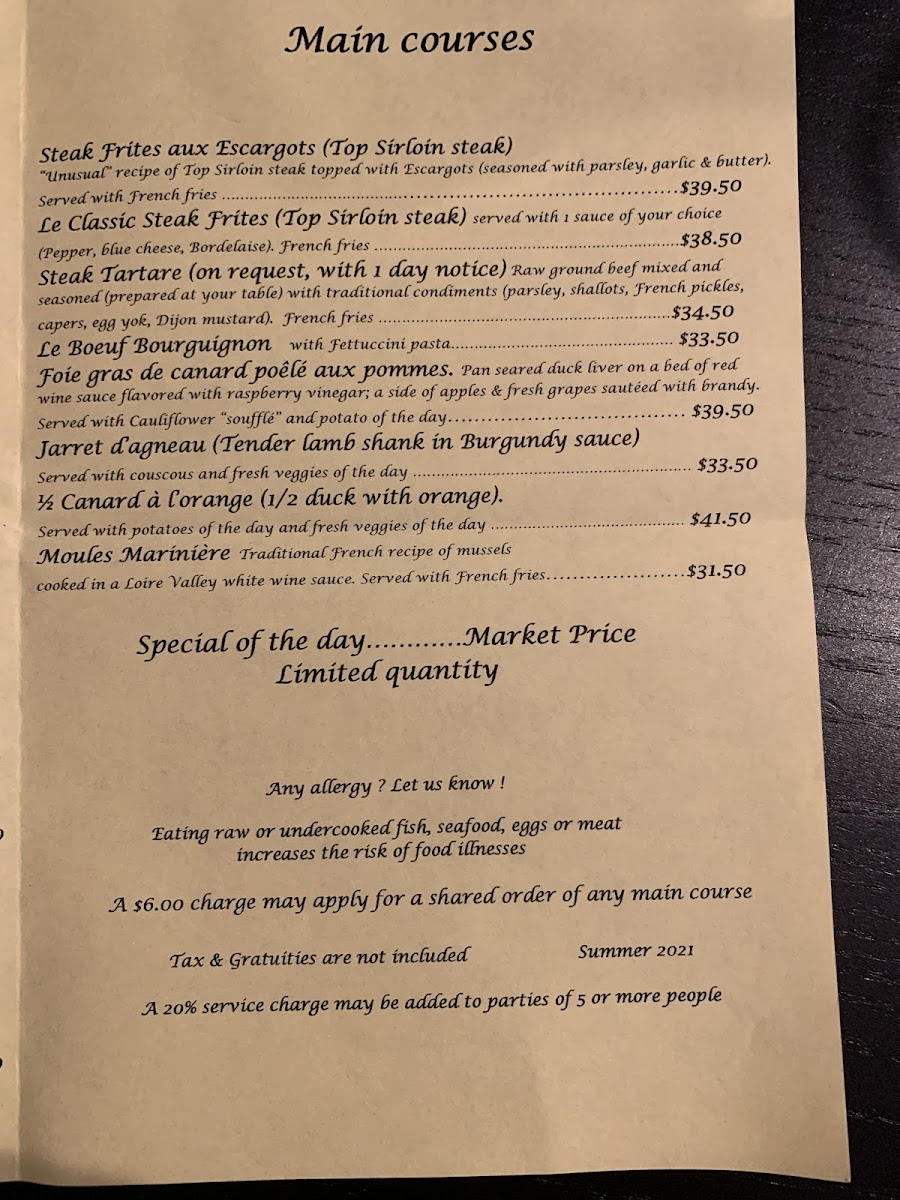 Main courses
Steak Frites aux Escargots (Top Sirloin steak)
"Unusual" recipe of Top Sirloin steak topped with Escargots (seasoned with parsley, garlic & butter).
Served with French fries ............................................................................$39.50
Le Classic Steak Frites (Top Sirloin steak) served with 1 sauce of your choice
(Pepper, blue cheese, Bordelaise). French fries ..................................................$38.50
Steak Tartare (on request, with 1 day notice) Raw ground beef mixed and
seasoned (prepared at your table) with traditional condiments (parsley, shallots, French pickles,
capers, egg yok, Dijon mustard). French fries ..................................................$34.50
Le Boeuf Bourguignon with Fettuccini pasta...................................... $33.50
Foie gras de canard poêlé aux pommes. Pan seared duck liver on a bed of red
wine sauce flavored with raspberry vinegar; a side of apples & fresh grapes sautéed with brandy.
Served with Cauliflower "soufflé" and potato of the day................................ $39.50
Jarret d'agneau (Tender lamb shank in Burgundy sauce)
Served with couscous and fresh veggies of the day ............................................... $33.50
½ Canard à l'orange (1/2 duck with orange).
Served with potatoes of the day and fresh veggies of the day ................................. $41.50
Moules Marinière Traditional French recipe of mussels
cooked in a Loire Valley white wine sauce. Served with French fries......................$31.50
Special of the day............Market Price
Limited quantity
Any allergy ? Let us know !
Eating raw or undercooked fish, seafood, eggs or meat
increases the risk of food illnesses
A $6.00 charge may apply for a shared order of any main course
Tax & Gratuities are not included Summer 2021
A 20% service charge may be added to parties of 5 or more people